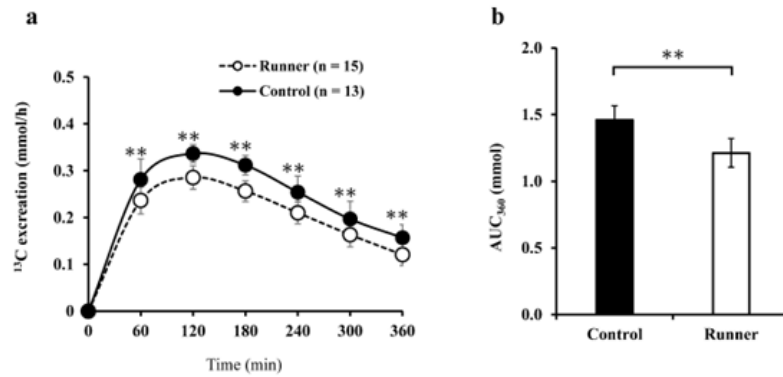 a
Runner (n = 15)
Control (n = 13)
¹³C excreation (mmol/h)
0.5
0.4
0.3
0.2
0.1
0
** ** ** ** ** **
0 60 120 180 240 300 360
Time (min)
b
AUC₃₆₀ (mmol)
2.0
1.5
1.0
0.5
0.0
**
Control Runner